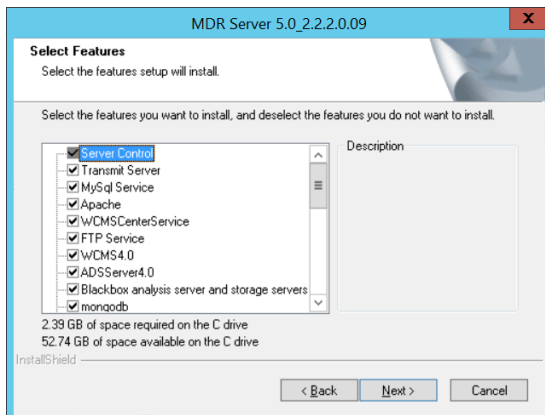 MDR Server 5.0_2.2.2.0.09
x
Select Features
Select the features setup will install.
Select the features you want to install, and deselect the features you do not want to install.
Server Control
Transmit Server
MySql Service
Apache
WCMSCenterService
FTP Service
WCMS4.0
ADSServer4.0
Blackbox analysis server and storage servers
mongodb
Description
2.39 GB of space required on the C drive
52.74 GB of space available on the C drive
InstallShield
< Back
Next >
Cancel